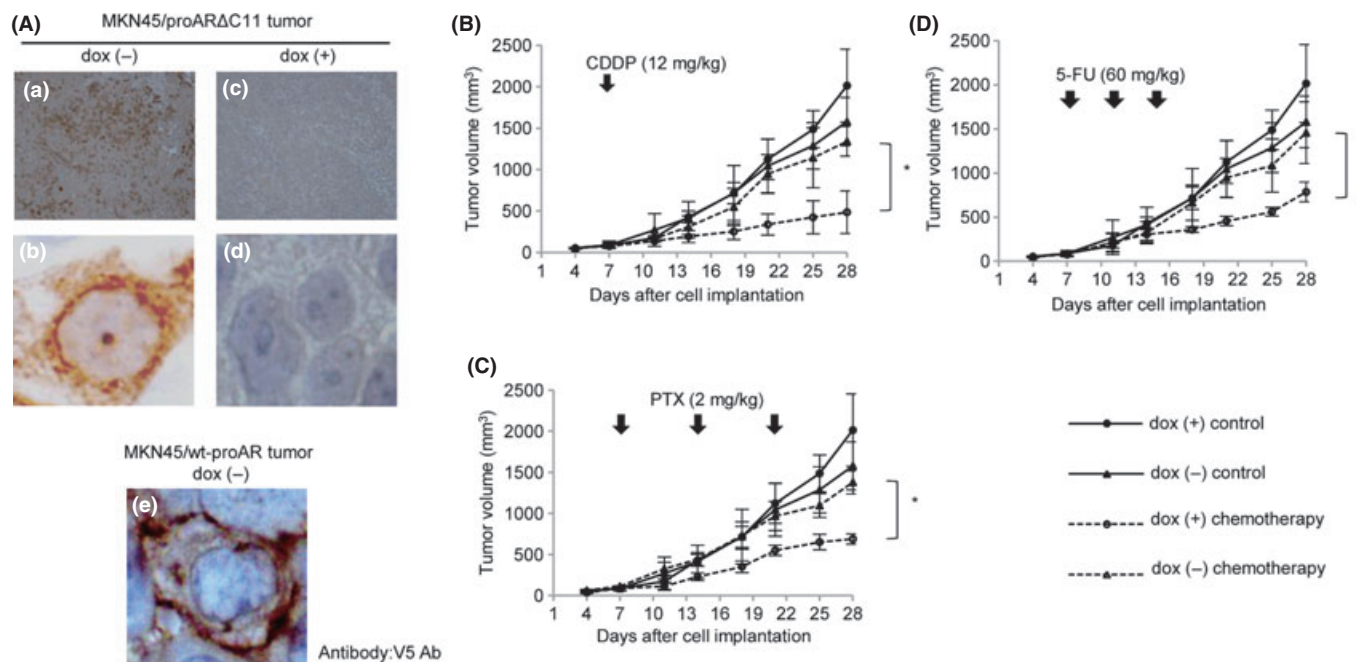 (A)
MKN45/proARΔC11 tumor
dox (–) dox (+)
(a) (c)
(b) (d)
MKN45/wt-proAR tumor
dox (–)
(e)
Antibody:V5 Ab
(B)
CDDP (12 mg/kg)
Tumor volume (mm³)
2500
2000
1500
1000
500
0
1 4 7 11 13 16 19 22 25 28
Days after cell implantation
*
(C)
PTX (2 mg/kg)
Tumor volume (mm³)
2500
2000
1500
1000
500
0
1 4 7 10 13 16 19 22 25 28
Days after cell implantation
*
(D)
5-FU (60 mg/kg)
Tumor volume (mm³)
2500
2000
1500
1000
500
0
1 4 7 10 13 16 19 22 25 28
Days after cell implantation
dox (+) control
dox (–) control
dox (+) chemotherapy
dox (–) chemotherapy